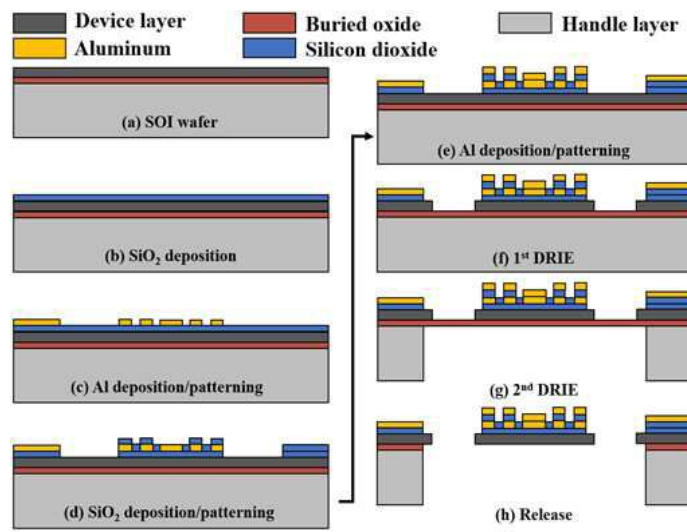 Device layer
Buried oxide
Handle layer
Aluminum
Silicon dioxide
(a) SOI wafer
(b) SiO₂ deposition
(c) Al deposition/patterning
(d) SiO₂ deposition/patterning
(e) Al deposition/patterning
(f) 1ˢᵗ DRIE
(g) 2ⁿᵈ DRIE
(h) Release